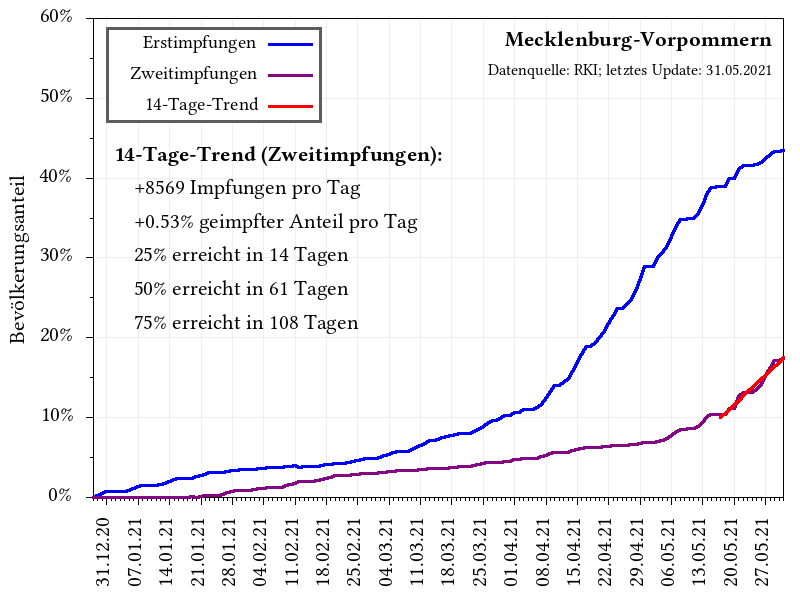 60%
50%
40%
30%
20%
10%
0%
Bevölkerungsanteil
Erstimpfungen
Zweitimpfungen
14-Tage-Trend
Mecklenburg-Vorpommern
Datenquelle: RKI; letztes Update: 31.05.2021
14-Tage-Trend (Zweitimpfungen):
+8569 Impfungen pro Tag
+0.53% geimpfter Anteil pro Tag
25% erreicht in 14 Tagen
50% erreicht in 61 Tagen
75% erreicht in 108 Tagen
31.12.20
07.01.21
14.01.21
21.01.21
28.01.21
04.02.21
11.02.21
18.02.21
25.02.21
04.03.21
11.03.21
18.03.21
25.03.21
01.04.21
08.04.21
15.04.21
22.04.21
29.04.21
06.05.21
13.05.21
20.05.21
27.05.21